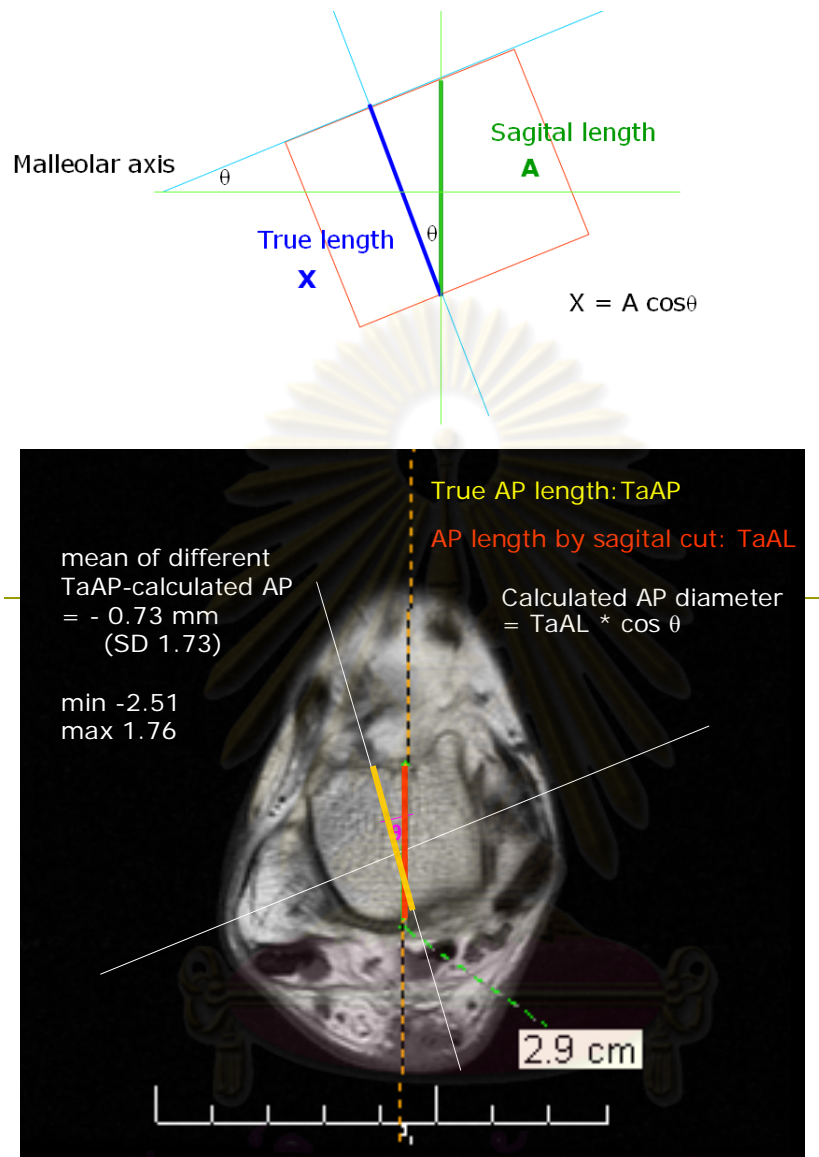 Malleolar axis
θ
Sagital length
A
True length
X
θ
X = A cosθ
True AP length: TaAP
AP length by sagital cut: TaAL
mean of different
TaAP-calculated AP
= - 0.73 mm
(SD 1.73)
min -2.51
max 1.76
Calculated AP diameter
= TaAL * cos θ
θ
2.9 cm